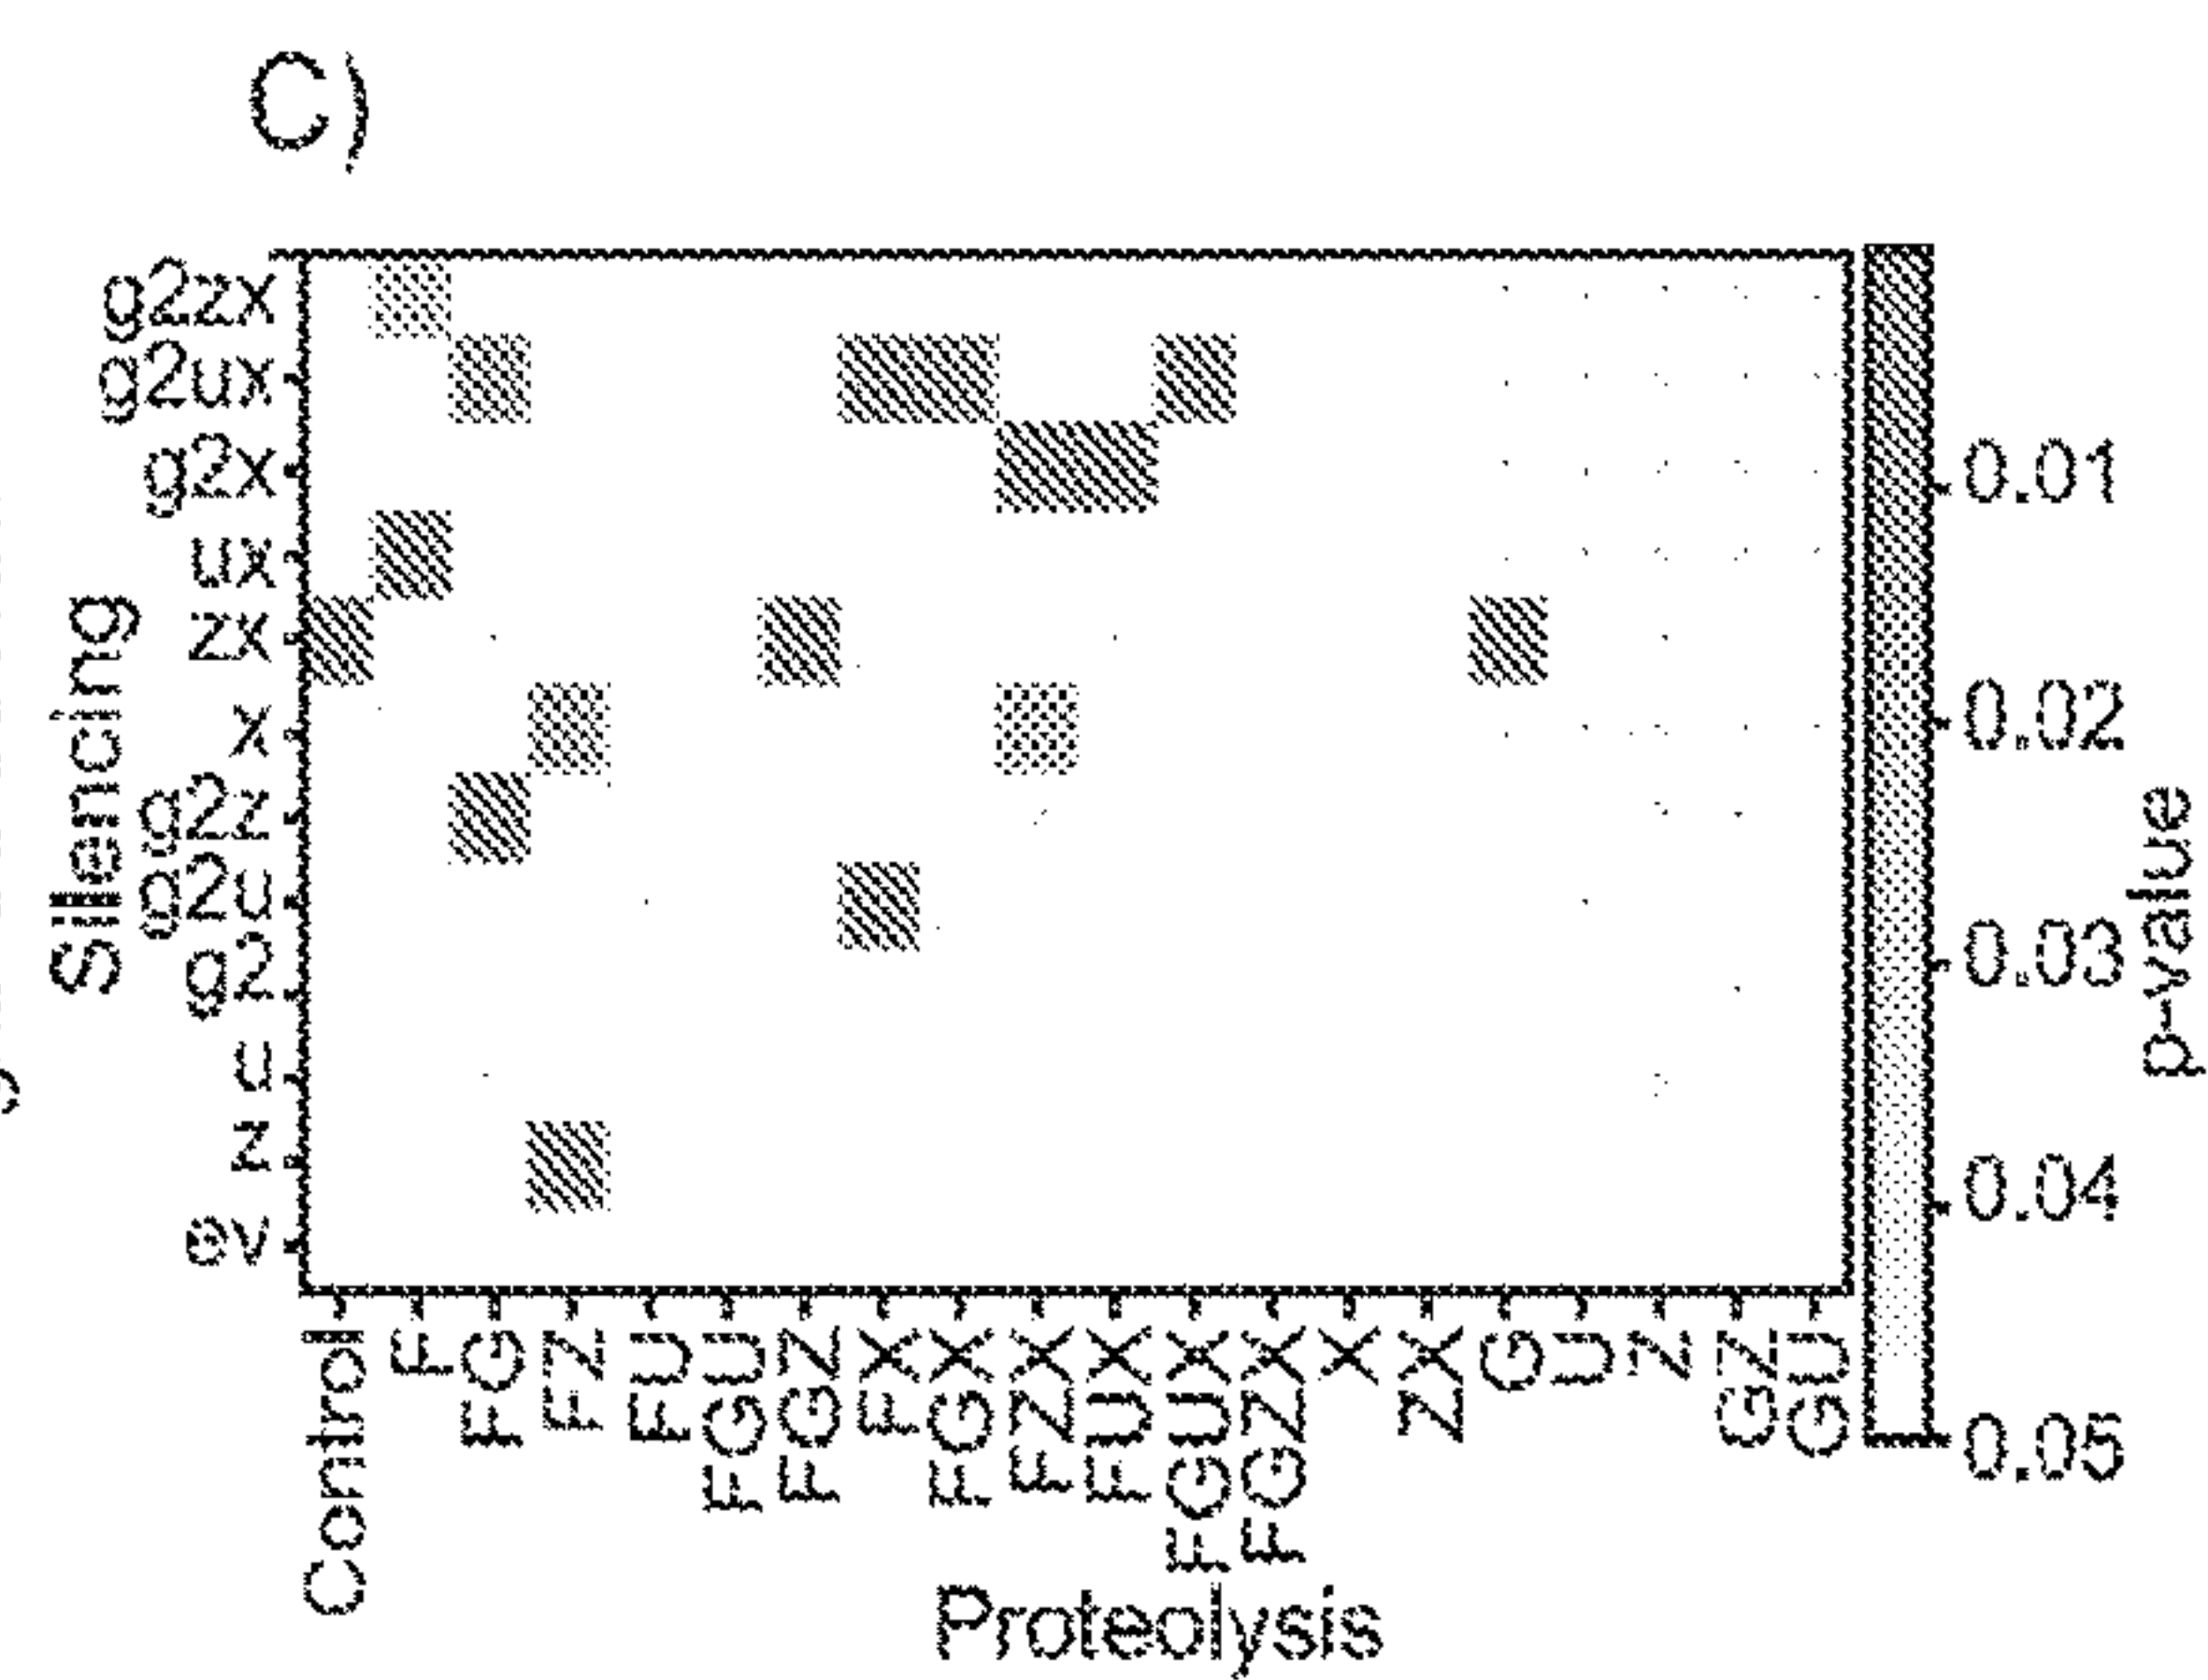 C)
Silencing
g2zx
g2ux
g2x
ux
zx
x
g2z
g2u
g2
u
z
ev
Control
F
FG
FZ
FU
FGU
FGZ
FX
FGX
FZX
FUX
FGUX
FGZX
X
ZX
G
U
Z
GZ
GU
Proteolysis
0.01
0.02
0.03
0.04
0.05
p-value